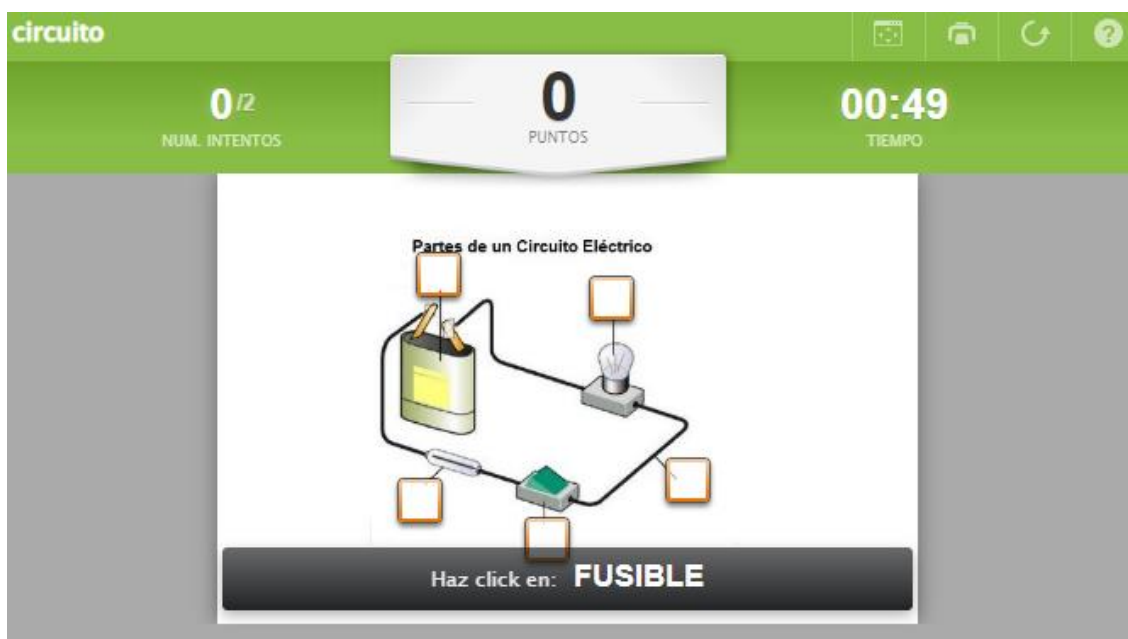 circuito
0/2
NUM. INTENTOS
0
PUNTOS
00:49
TIEMPO
Partes de un Circuito Eléctrico
Haz click en: FUSIBLE